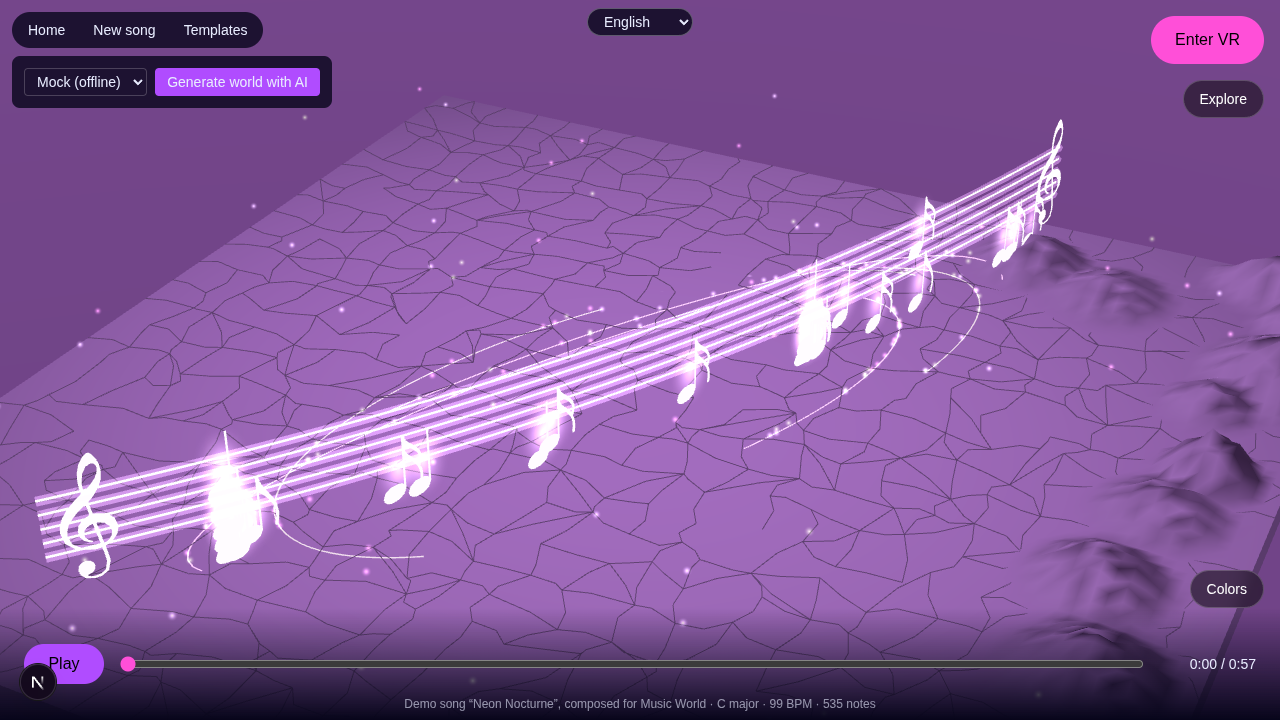 Home New song Templates
English
Enter VR
Mock (offline) Generate world with AI
Explore
Colors
Play
0:00 / 0:57
N
Demo song “Neon Nocturne”, composed for Music World · C major · 99 BPM · 535 notes